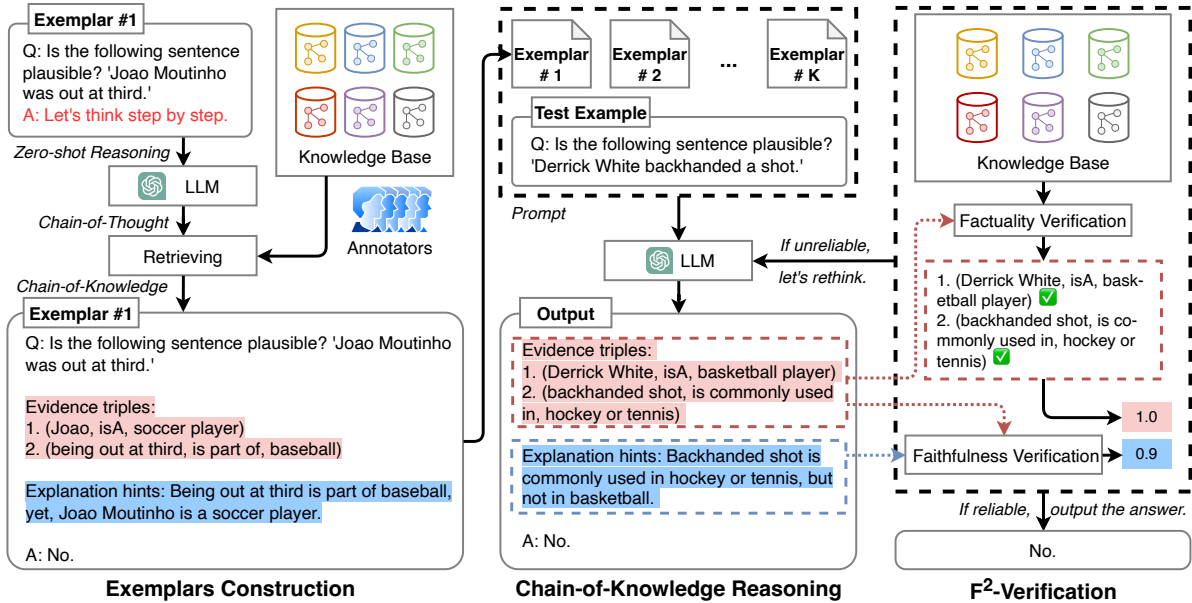 Exemplar #1
Q: Is the following sentence
plausible? 'Joao Moutinho
was out at third.'
A: Let's think step by step.
Knowledge Base
Zero-shot Reasoning
LLM
Chain-of-Thought
Annotators
Retrieving
Chain-of-Knowledge
Exemplar #1
Q: Is the following sentence plausible? 'Joao Moutinho
was out at third.'
Evidence triples:
1. (Joao, isA, soccer player)
2. (being out at third, is part of, baseball)
Explanation hints: Being out at third is part of baseball,
yet, Joao Moutinho is a soccer player.
A: No.
Exemplars Construction
Exemplar
# 1
Exemplar
# 2
...
Exemplar
# K
Test Example
Q: Is the following sentence plausible?
'Derrick White backhanded a shot.'
Prompt
LLM
If unreliable,
let's rethink.
Output
Evidence triples:
1. (Derrick White, isA, basketball player)
2. (backhanded shot, is commonly used
in, hockey or tennis)
Explanation hints: Backhanded shot is
commonly used in hockey or tennis, but
not in basketball.
A: No.
Chain-of-Knowledge Reasoning
Knowledge Base
Factuality Verification
1. (Derrick White, isA, bask-
etball player)
2. (backhanded shot, is co-
mmonly used in, hockey or
tennis)
1.0
Faithfulness Verification
0.9
If reliable, output the answer.
No.
F²-Verification